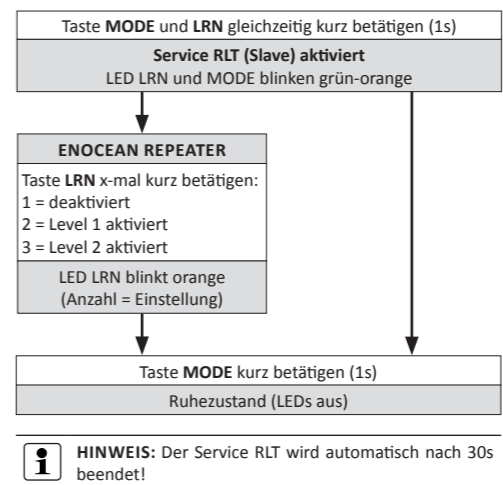 Taste MODE und LRN gleichzeitig kurz betätigen (1s)
Service RLT (Slave) aktiviert
LED LRN und MODE blinken grün-orange
ENOCEAN REPEATER
Taste LRN x-mal kurz betätigen:
1 = deaktiviert
2 = Level 1 aktiviert
3 = Level 2 aktiviert
LED LRN blinkt orange
(Anzahl = Einstellung)
Taste MODE kurz betätigen (1s)
Ruhezustand (LEDs aus)
HINWEIS: Der Service RLT wird automatisch nach 30s
beendet!